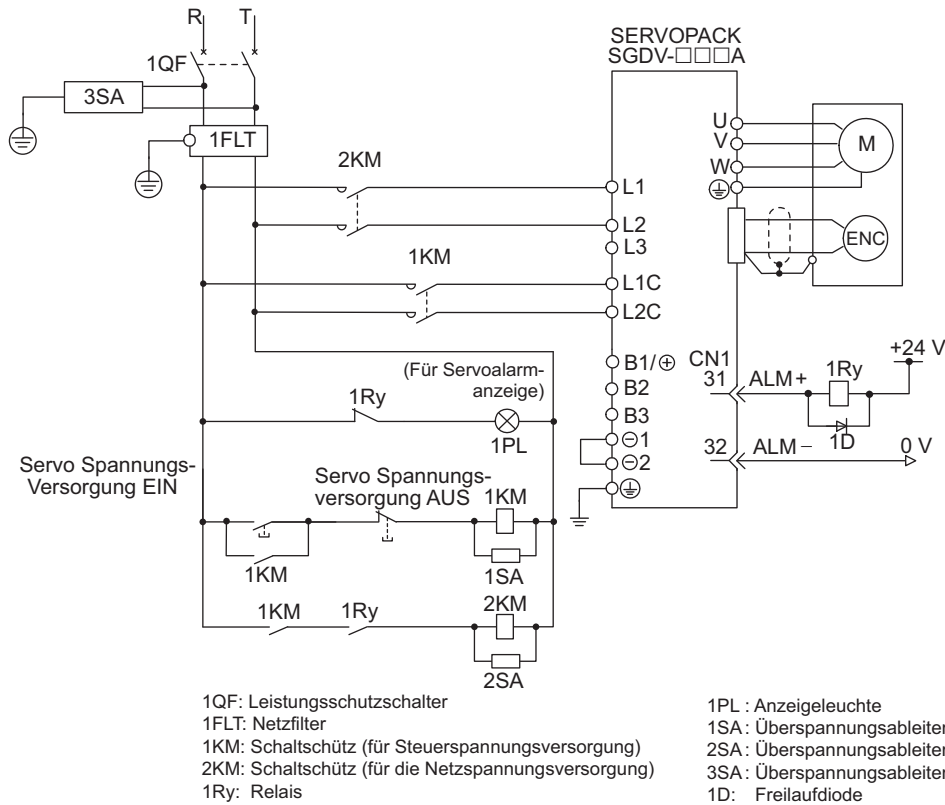 R T
SERVOPACK
SGDV-□□□A
1QF
3SA
1FLT
U
V
M
W
2KM
L1
L2
L3
ENC
1KM
L1C
L2C
(Für Servoalarm-
anzeige)
B1/⊕
CN1
+24 V
31
ALM+
1Ry
B2
1Ry
B3
1PL
1D
⊖1
32
ALM−
0 V
⊖2
Servo Spannungs-
Versorgung EIN
Servo Spannungs-
versorgung AUS
1KM
1KM
1SA
1KM
1Ry
2KM
2SA
1QF: Leistungsschutzschalter
1FLT: Netzfilter
1KM: Schaltschütz (für Steuerspannungsversorgung)
2KM: Schaltschütz (für die Netzspannungsversorgung)
1Ry: Relais
1PL : Anzeigeleuchte
1SA : Überspannungsableiter
2SA : Überspannungsableiter
3SA : Überspannungsableiter
1D: Freilaufdiode